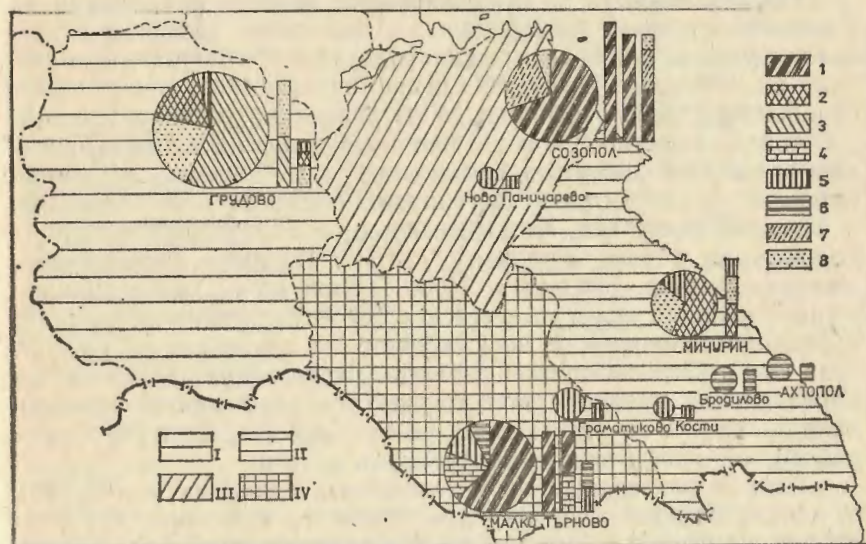 1
2
СОЗОПОЛ
3
ГРУДОВО
Ново Паничарево
4
5
6
7
8
МИЧУРИН
Бродилово
АХТОПОЛ
Граматиково Кости
I II
III IV
МАЛКО ТЪРНОВО